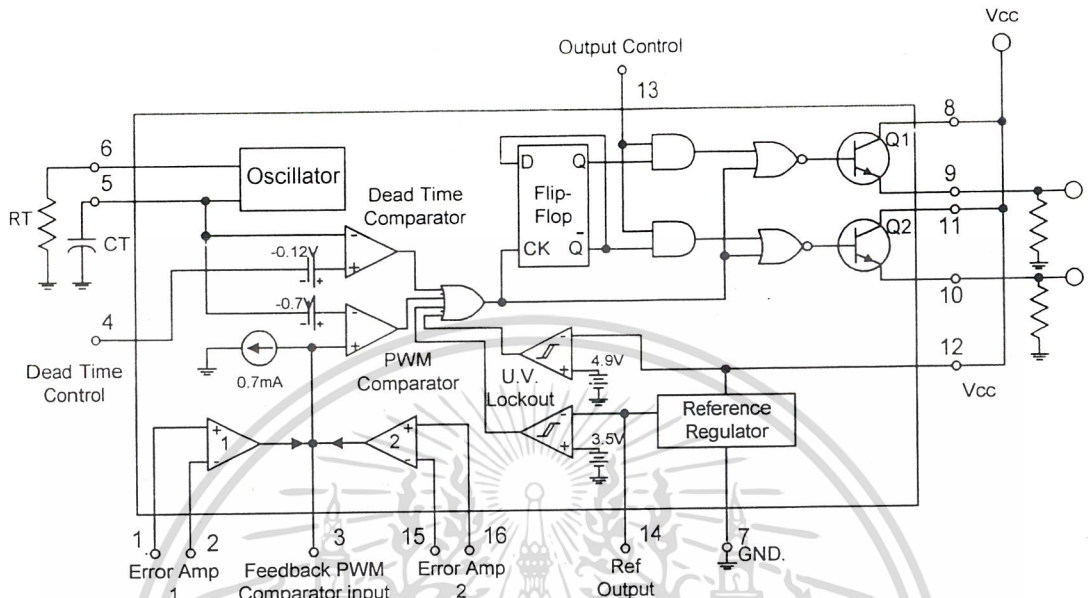 Vcc
Output Control
13
8
6
Oscillator
D
Q
Q1
5
Dead Time
Comparator
Flip-
Flop
9
RT
CT
11
-0.12V
-
+
-
+
CK
Q̅
Q2
-0.7V
-
+
-
+
10
4
PWM
Comparator
U.V.
Lockout
-
4.9V
+
12
Dead Time
Control
0.7mA
Vcc
Reference
Regulator
-
3.5V
+
+
1
-
2
+
-
1
2
3
15
16
14
7
GND.
Error Amp
1
Feedback PWM
Comparator input
Error Amp
2
Ref
Output